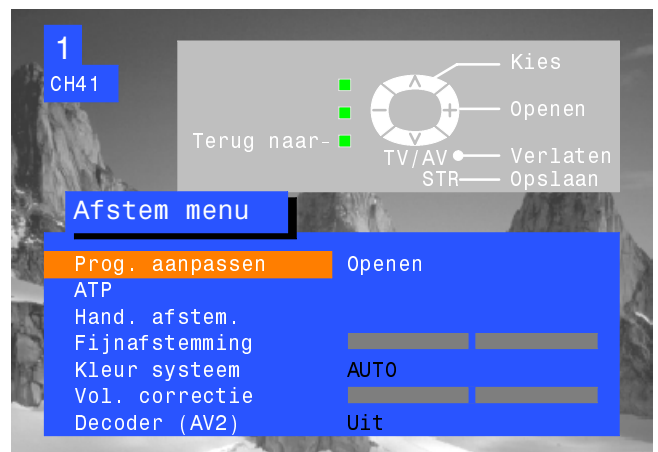 1
CH41
Kies
Openen
Terug naar-
TV/AV Verlaten
STR Opslaan
Afstem menu
Prog. aanpassen Openen
ATP
Hand. afstem.
Fijnafstemming
Kleur systeem AUTO
Vol. correctie
Decoder (AV2) Uit